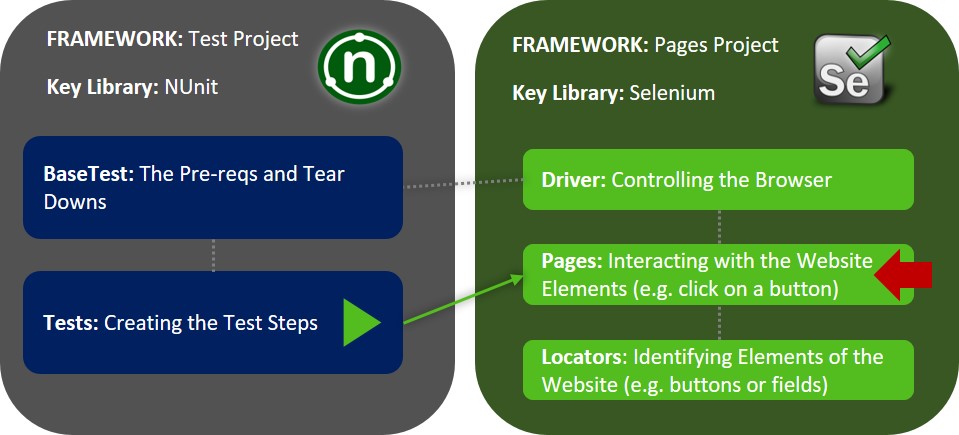 FRAMEWORK: Test Project
Key Library: NUnit
n
BaseTest: The Pre-reqs and Tear
Downs
Tests: Creating the Test Steps
FRAMEWORK: Pages Project
Key Library: Selenium
Se
Driver: Controlling the Browser
Pages: Interacting with the Website
Elements (e.g. click on a button)
Locators: Identifying Elements of the
Website (e.g. buttons or fields)